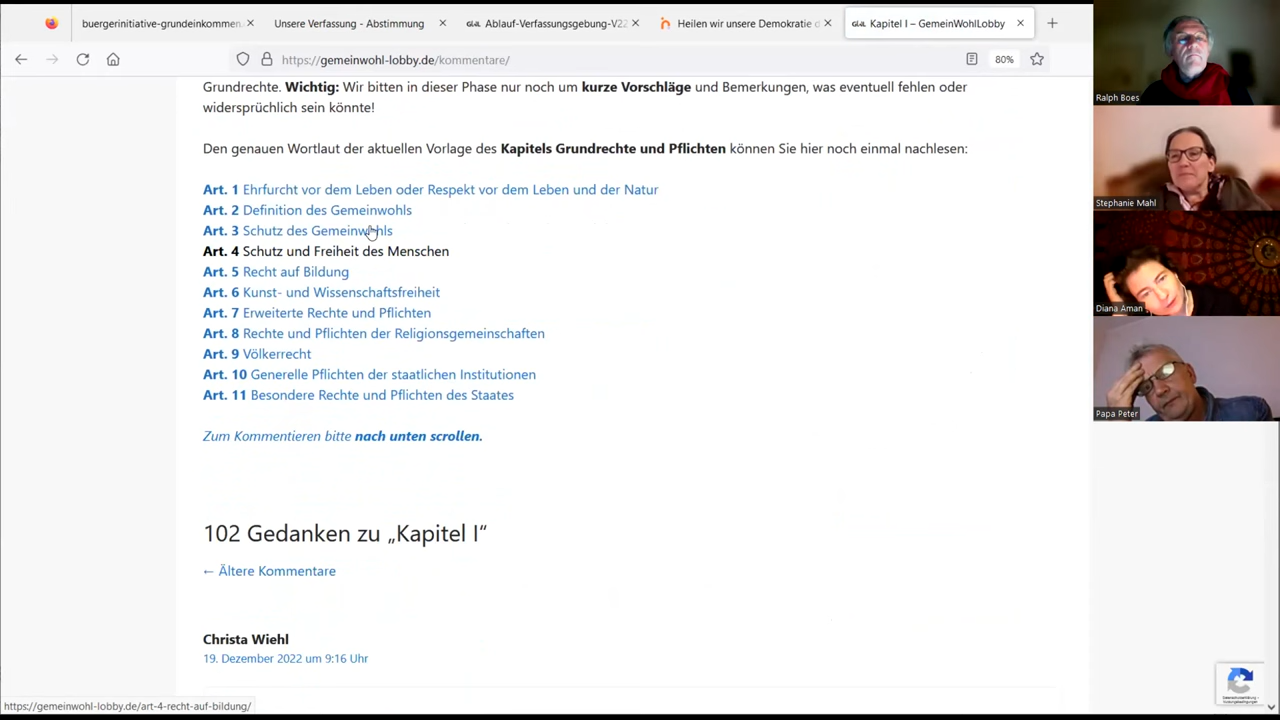 buergerinitiative-grundeinkommen.
Unsere Verfassung - Abstimmung
Ablauf-Verfassungsgebung-V22
Heilen wir unsere Demokratie d
Kapitel I – GemeinWohlLobby
https://gemeinwohl-lobby.de/kommentare/
80%
Grundrechte. Wichtig: Wir bitten in dieser Phase nur noch um kurze Vorschläge und Bemerkungen, was eventuell fehlen oder
widersprüchlich sein könnte!
Den genauen Wortlaut der aktuellen Vorlage des Kapitels Grundrechte und Pflichten können Sie hier noch einmal nachlesen:
Art. 1 Ehrfurcht vor dem Leben oder Respekt vor dem Leben und der Natur
Art. 2 Definition des Gemeinwohls
Art. 3 Schutz des Gemeinwohls
Art. 4 Schutz und Freiheit des Menschen
Art. 5 Recht auf Bildung
Art. 6 Kunst- und Wissenschaftsfreiheit
Art. 7 Erweiterte Rechte und Pflichten
Art. 8 Rechte und Pflichten der Religionsgemeinschaften
Art. 9 Völkerrecht
Art. 10 Generelle Pflichten der staatlichen Institutionen
Art. 11 Besondere Rechte und Pflichten des Staates
Zum Kommentieren bitte nach unten scrollen.
102 Gedanken zu „Kapitel I“
← Ältere Kommentare
Christa Wiehl
19. Dezember 2022 um 9:16 Uhr
https://gemeinwohl-lobby.de/art-4-recht-auf-bildung/
Ralph Boes
Stephanie Mahl
Diana Aman
Papa Peter